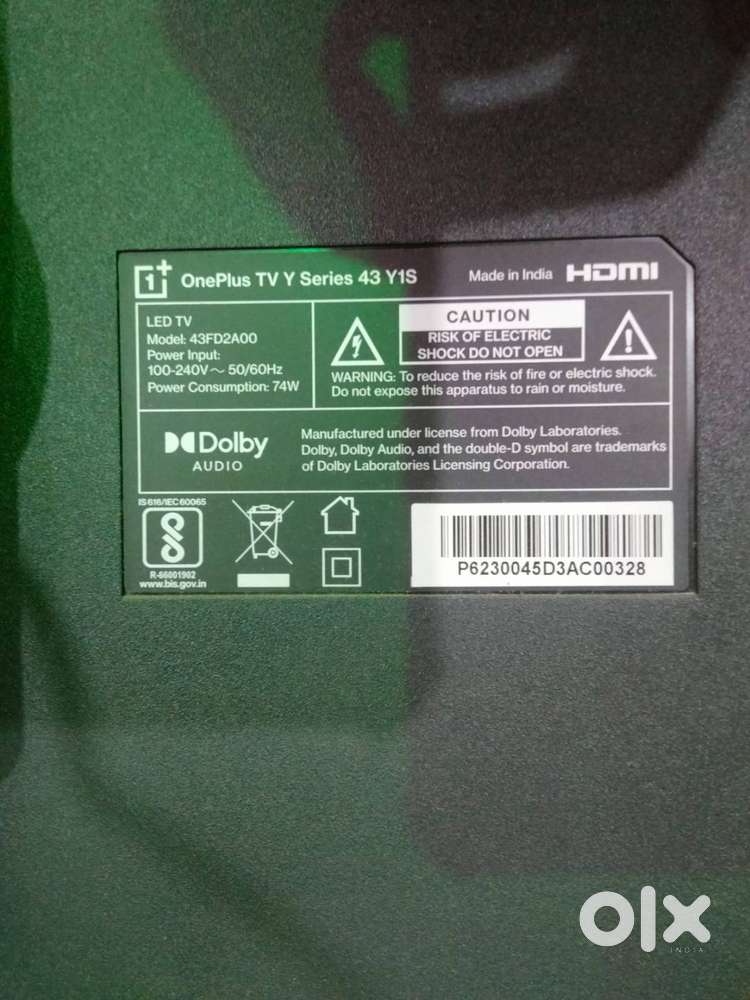 1+ OnePlus TV Y Series 43 Y1S Made in India HDMI
LED TV
Model: 43FD2A00
Power Input:
100-240V～ 50/60Hz
Power Consumption: 74W
CAUTION
RISK OF ELECTRIC
SHOCK DO NOT OPEN
WARNING: To reduce the risk of fire or electric shock.
Do not expose this apparatus to rain or moisture.
Dolby
AUDIO
Manufactured under license from Dolby Laboratories.
Dolby, Dolby Audio, and the double-D symbol are trademarks
of Dolby Laboratories Licensing Corporation.
IS 616/IEC 60065
R-66001902
www.bis.gov.in
P6230045D3AC00328
olx
INDIA